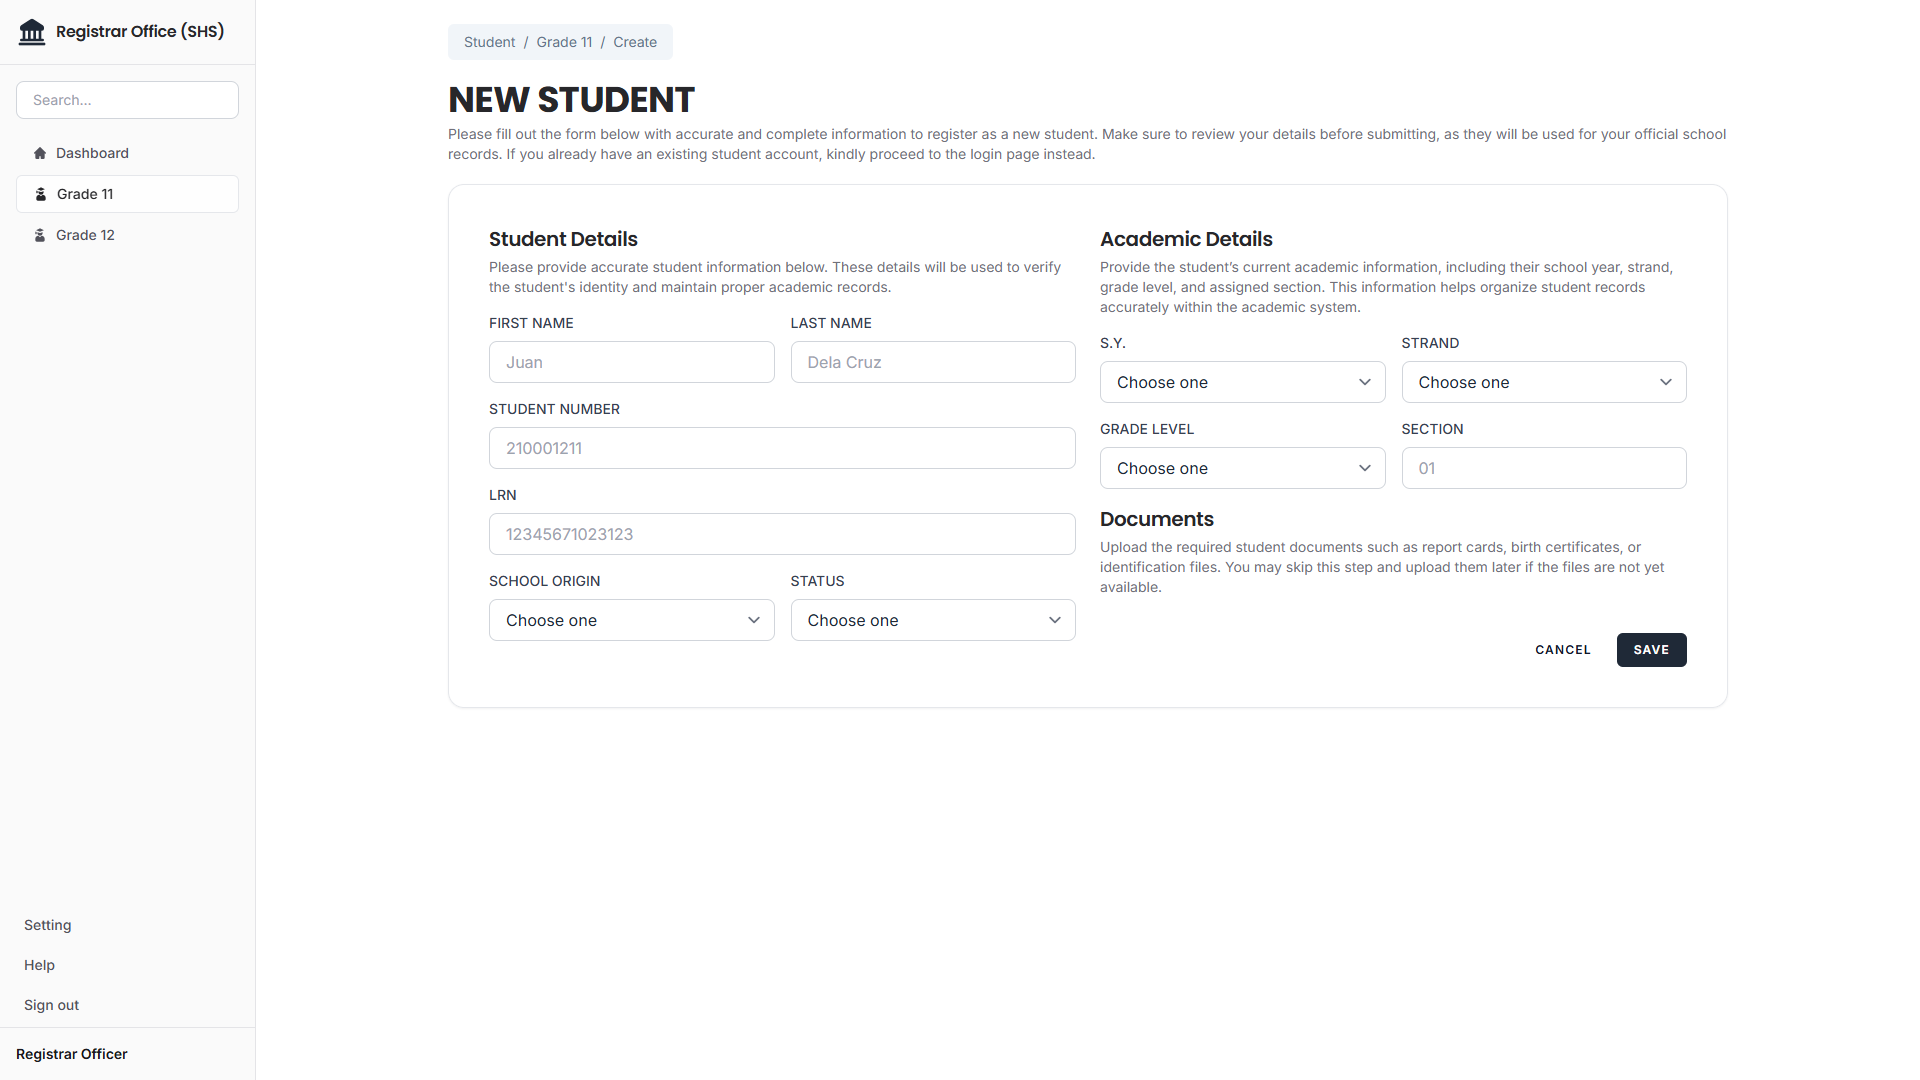 Registrar Office (SHS)
Search...
Dashboard
Grade 11
Grade 12
Setting
Help
Sign out
Registrar Officer
Student / Grade 11 / Create
NEW STUDENT
Please fill out the form below with accurate and complete information to register as a new student. Make sure to review your details before submitting, as they will be used for your official school
records. If you already have an existing student account, kindly proceed to the login page instead.
Student Details
Please provide accurate student information below. These details will be used to verify
the student's identity and maintain proper academic records.
FIRST NAME LAST NAME
Juan Dela Cruz
STUDENT NUMBER
210001211
LRN
12345671023123
SCHOOL ORIGIN STATUS
Choose one Choose one
Academic Details
Provide the student’s current academic information, including their school year, strand,
grade level, and assigned section. This information helps organize student records
accurately within the academic system.
S.Y. STRAND
Choose one Choose one
GRADE LEVEL SECTION
Choose one 01
Documents
Upload the required student documents such as report cards, birth certificates, or
identification files. You may skip this step and upload them later if the files are not yet
available.
CANCEL SAVE